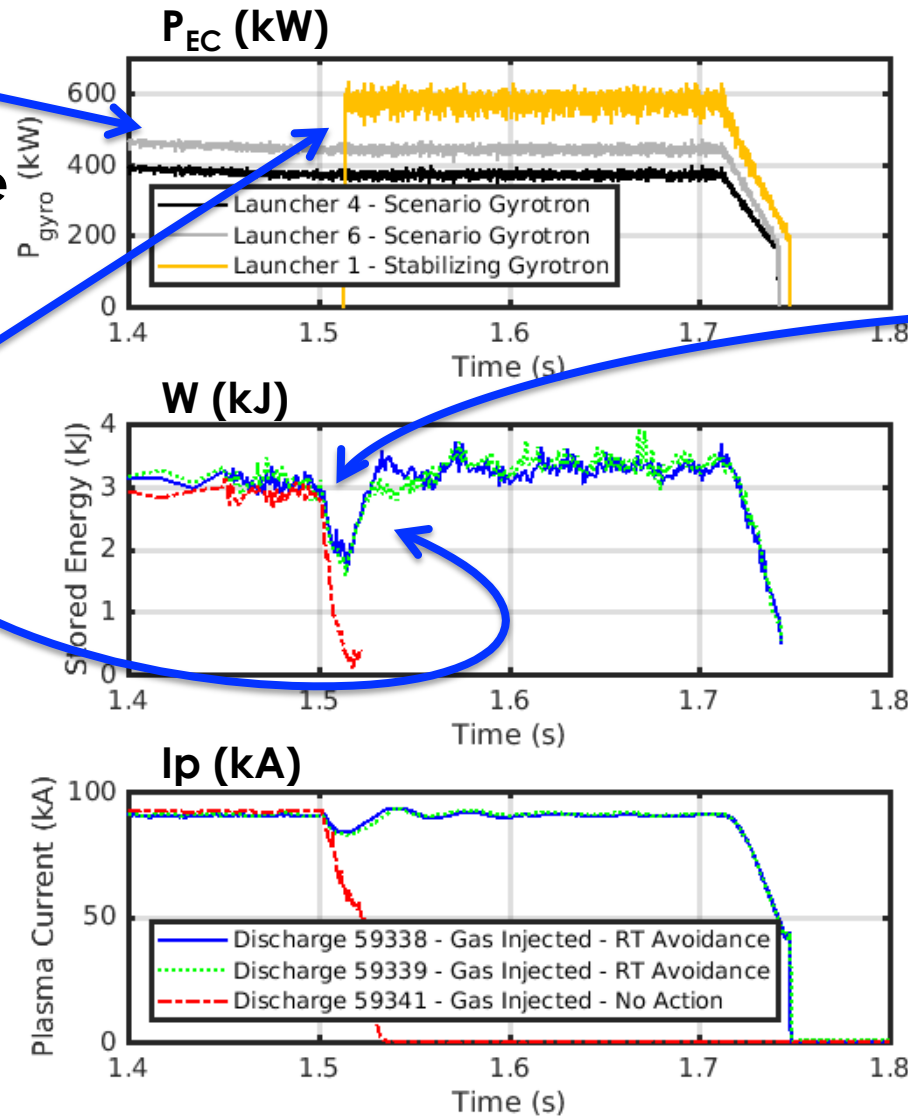 P_EC (kW)
P_gyro (kW)
600
400
200
0
Launcher 4 - Scenario Gyrotron
Launcher 6 - Scenario Gyrotron
Launcher 1 - Stabilizing Gyrotron
1.4 1.5 1.6 1.7 1.8
Time (s)
e
W (kJ)
Stored Energy (kJ)
4
3
2
1
0
1.4 1.5 1.6 1.7 1.8
Time (s)
Ip (kA)
Plasma Current (kA)
100
50
0
Discharge 59338 - Gas Injected - RT Avoidance
Discharge 59339 - Gas Injected - RT Avoidance
Discharge 59341 - Gas Injected - No Action
1.4 1.5 1.6 1.7 1.8
Time (s)